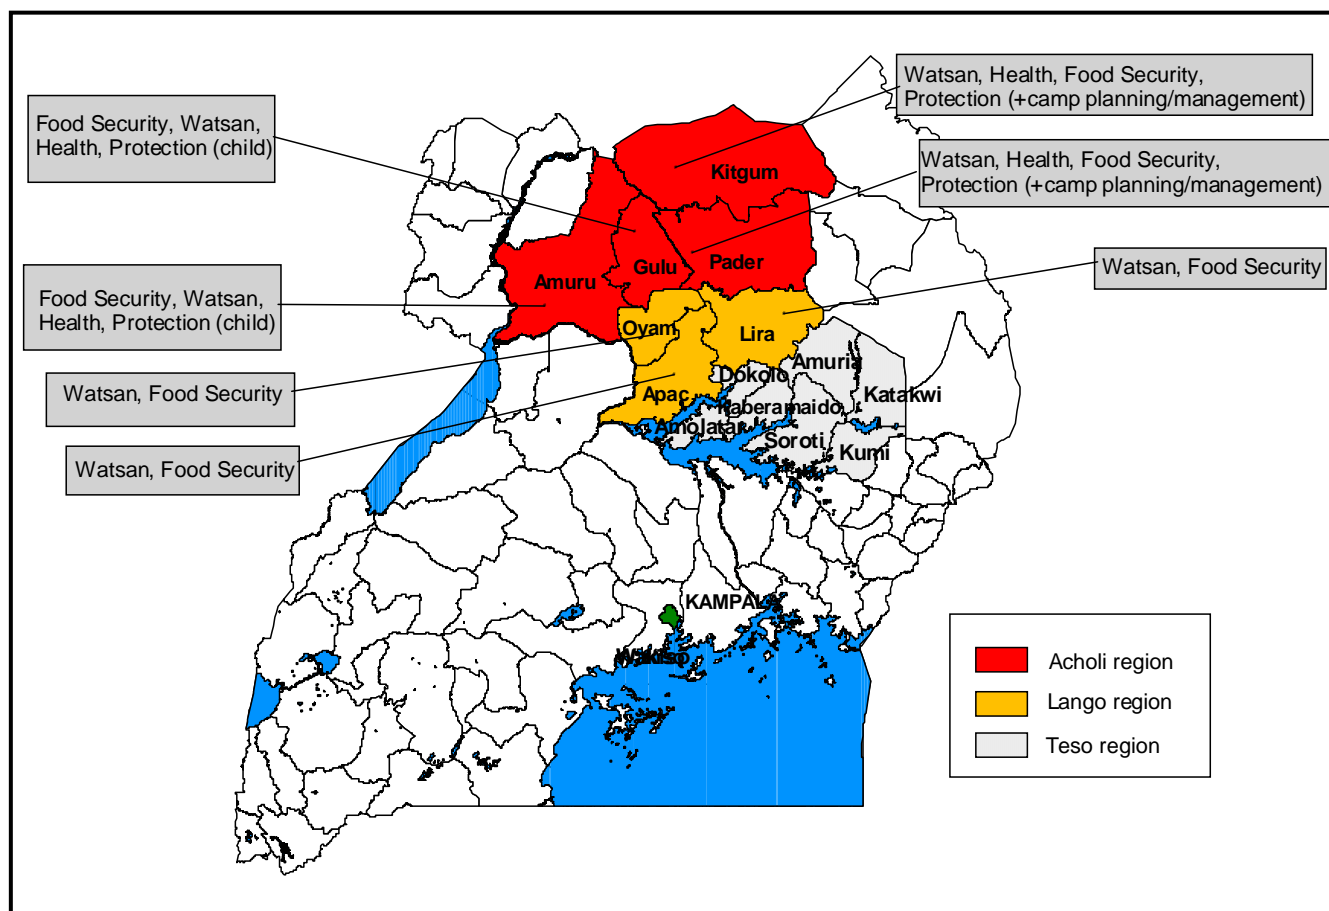 Watsan, Health, Food Security,
Protection (+camp planning/management)
Food Security, Watsan,
Health, Protection (child)
Watsan, Health, Food Security,
Protection (+camp planning/management)
Kitgum
Gulu
Pader
Amuru
Watsan, Food Security
Food Security, Watsan,
Health, Protection (child)
Oyam
Lira
Amuria
Dokolo
Katakwi
Watsan, Food Security
Apac
Kaberamaido
Amolatar
Soroti
Kumi
Watsan, Food Security
KAMPALA
Acholi region
Lango region
Teso region